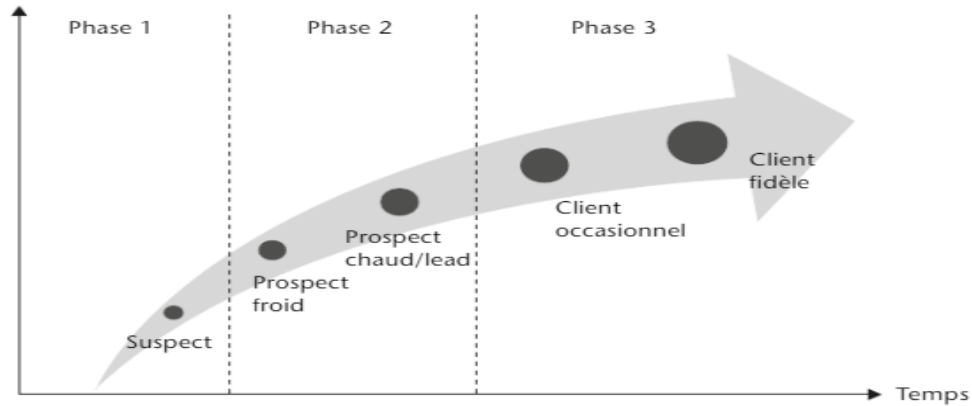 Phase 1
Phase 2
Phase 3
Client
fidèle
Client
occasionnel
Prospect
chaud/lead
Prospect
froid
Suspect
Temps